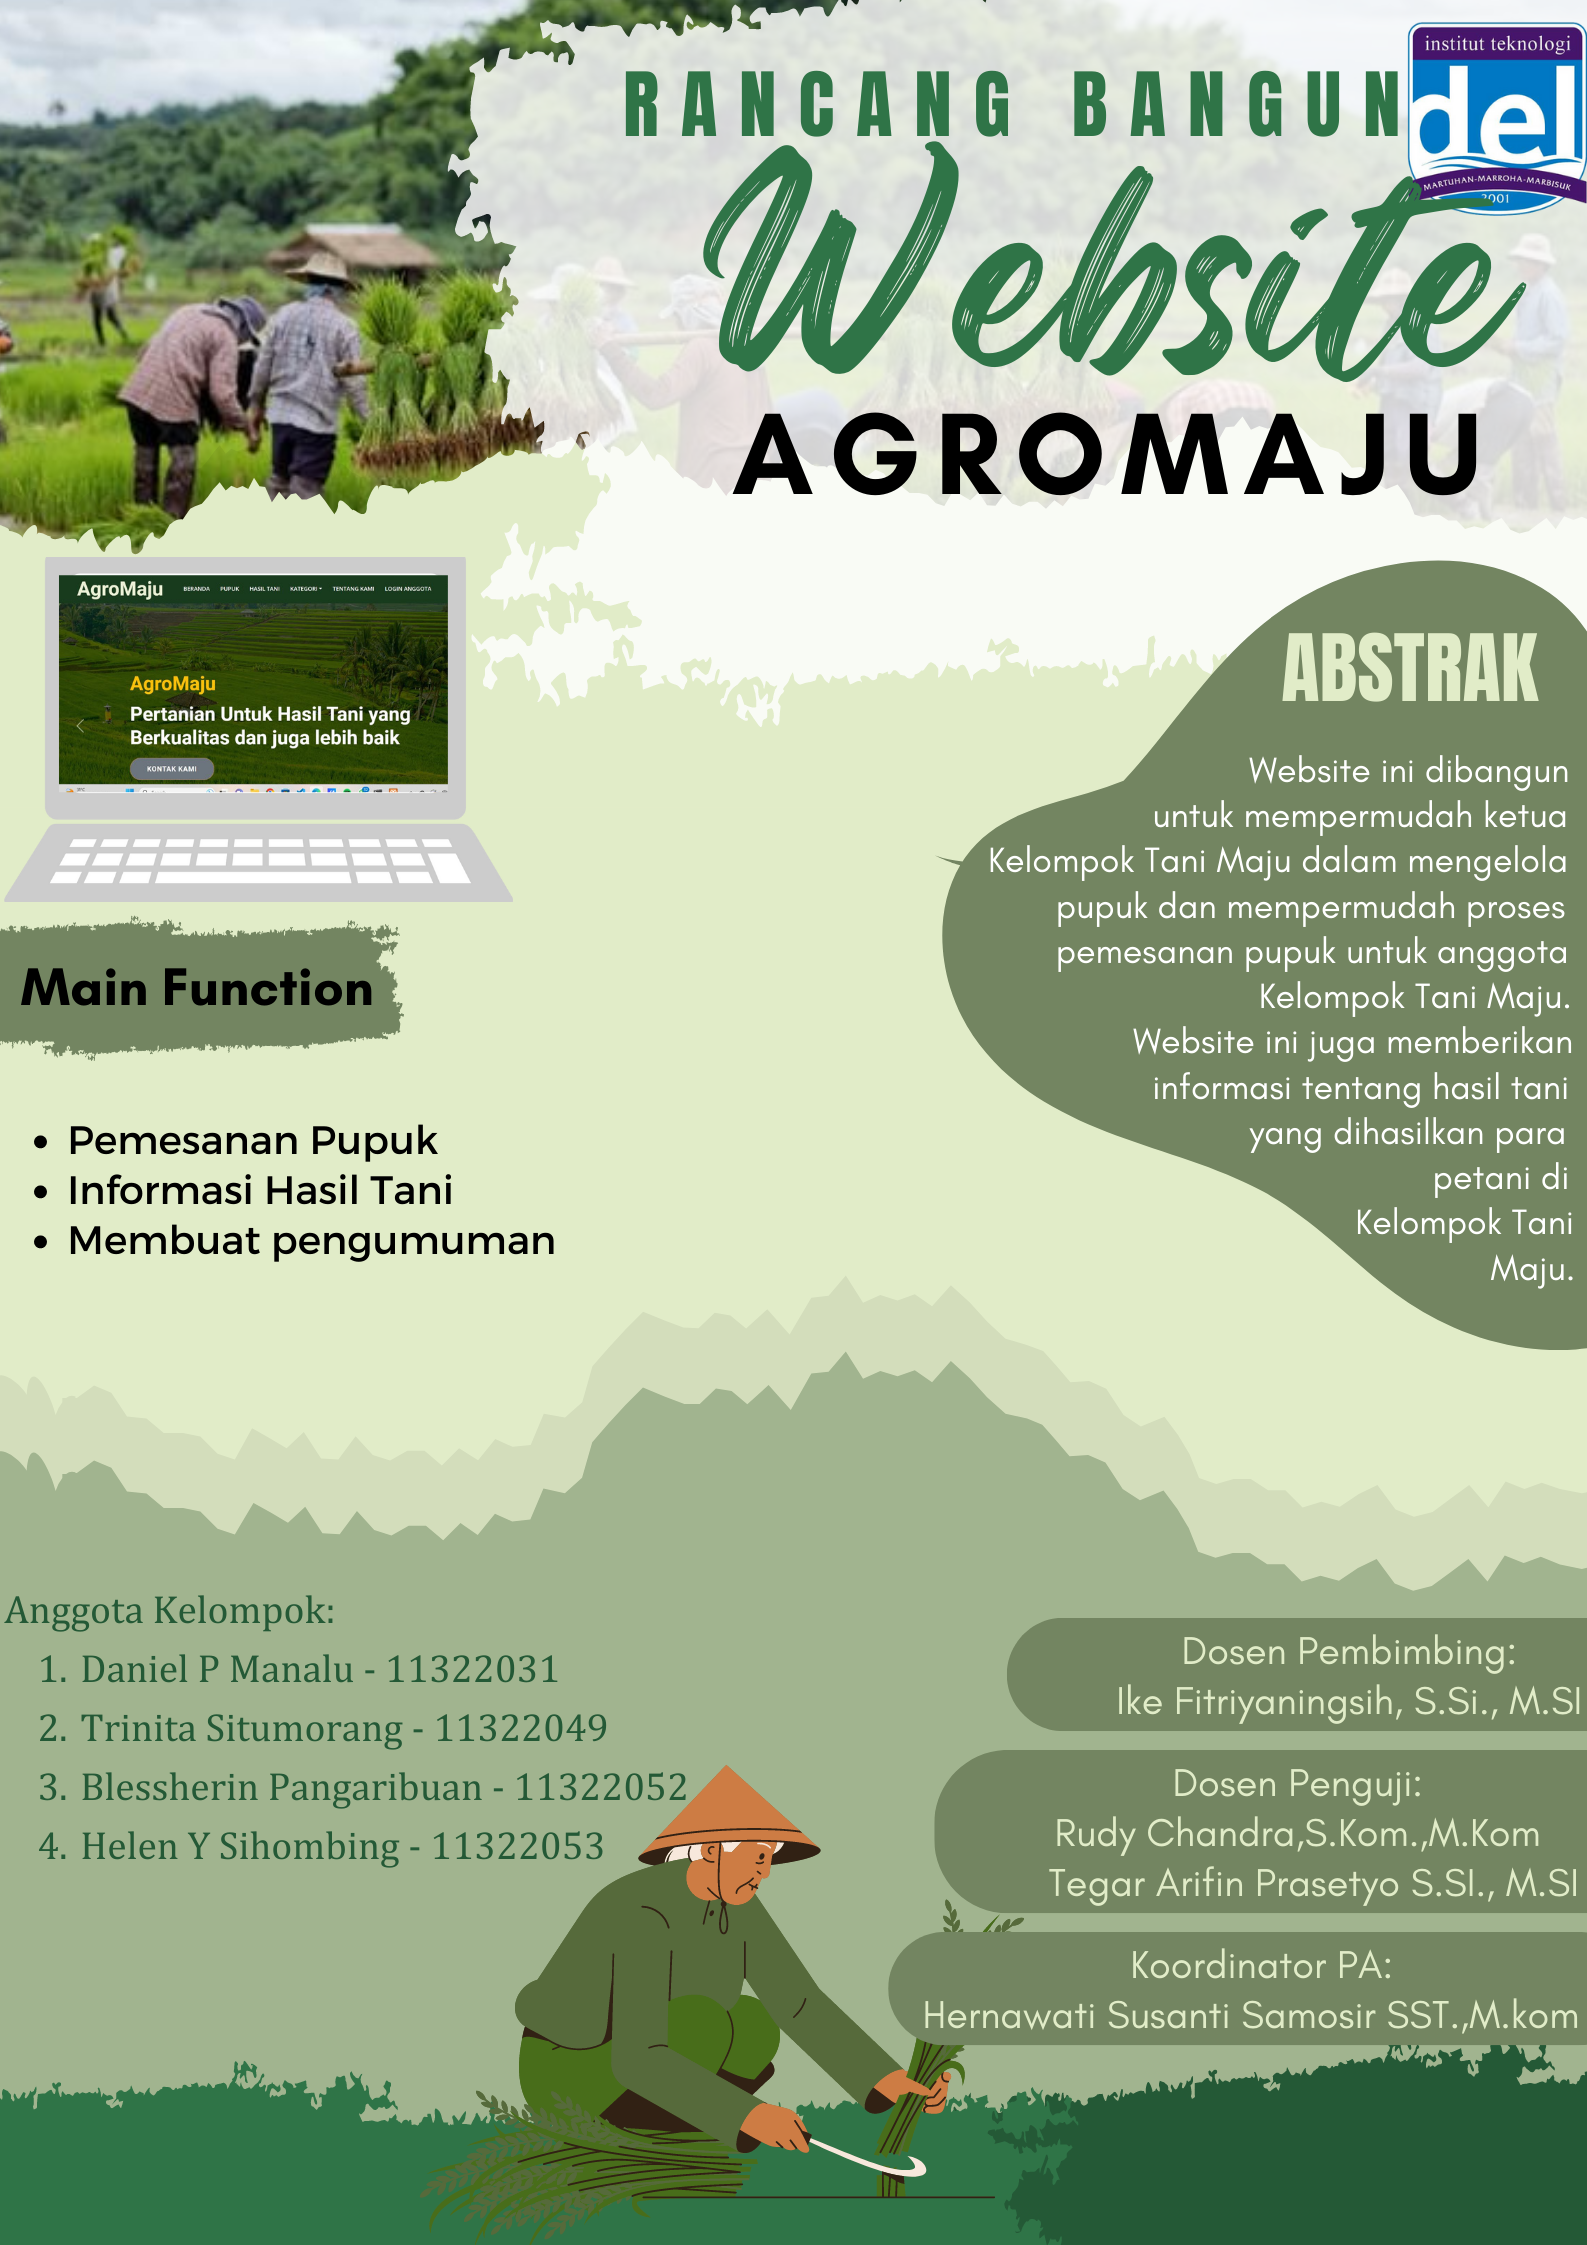 RANCANG BANGUN
institut teknologi
del
MARTUHAN-MARROHA-MARBISUK
2001
Website
AGROMAJU
AgroMaju
BERANDA PUPUK HASIL TANI KATEGORI TENTANG KAMI LOGIN ANGGOTA
AgroMaju
Pertanian Untuk Hasil Tani yang
Berkualitas dan juga lebih baik
KONTAK KAMI
ABSTRAK
Website ini dibangun
untuk mempermudah ketua
Kelompok Tani Maju dalam mengelola
pupuk dan mempermudah proses
pemesanan pupuk untuk anggota
Kelompok Tani Maju.
Website ini juga memberikan
informasi tentang hasil tani
yang dihasilkan para
petani di
Kelompok Tani
Maju.
Main Function
• Pemesanan Pupuk
• Informasi Hasil Tani
• Membuat pengumuman
Anggota Kelompok:
1. Daniel P Manalu - 11322031
2. Trinita Situmorang - 11322049
3. Blessherin Pangaribuan - 11322052
4. Helen Y Sihombing - 11322053
Dosen Pembimbing:
Ike Fitriyaningsih, S.Si., M.SI
Dosen Penguji:
Rudy Chandra,S.Kom.,M.Kom
Tegar Arifin Prasetyo S.SI., M.SI
Koordinator PA:
Hernawati Susanti Samosir SST.,M.kom